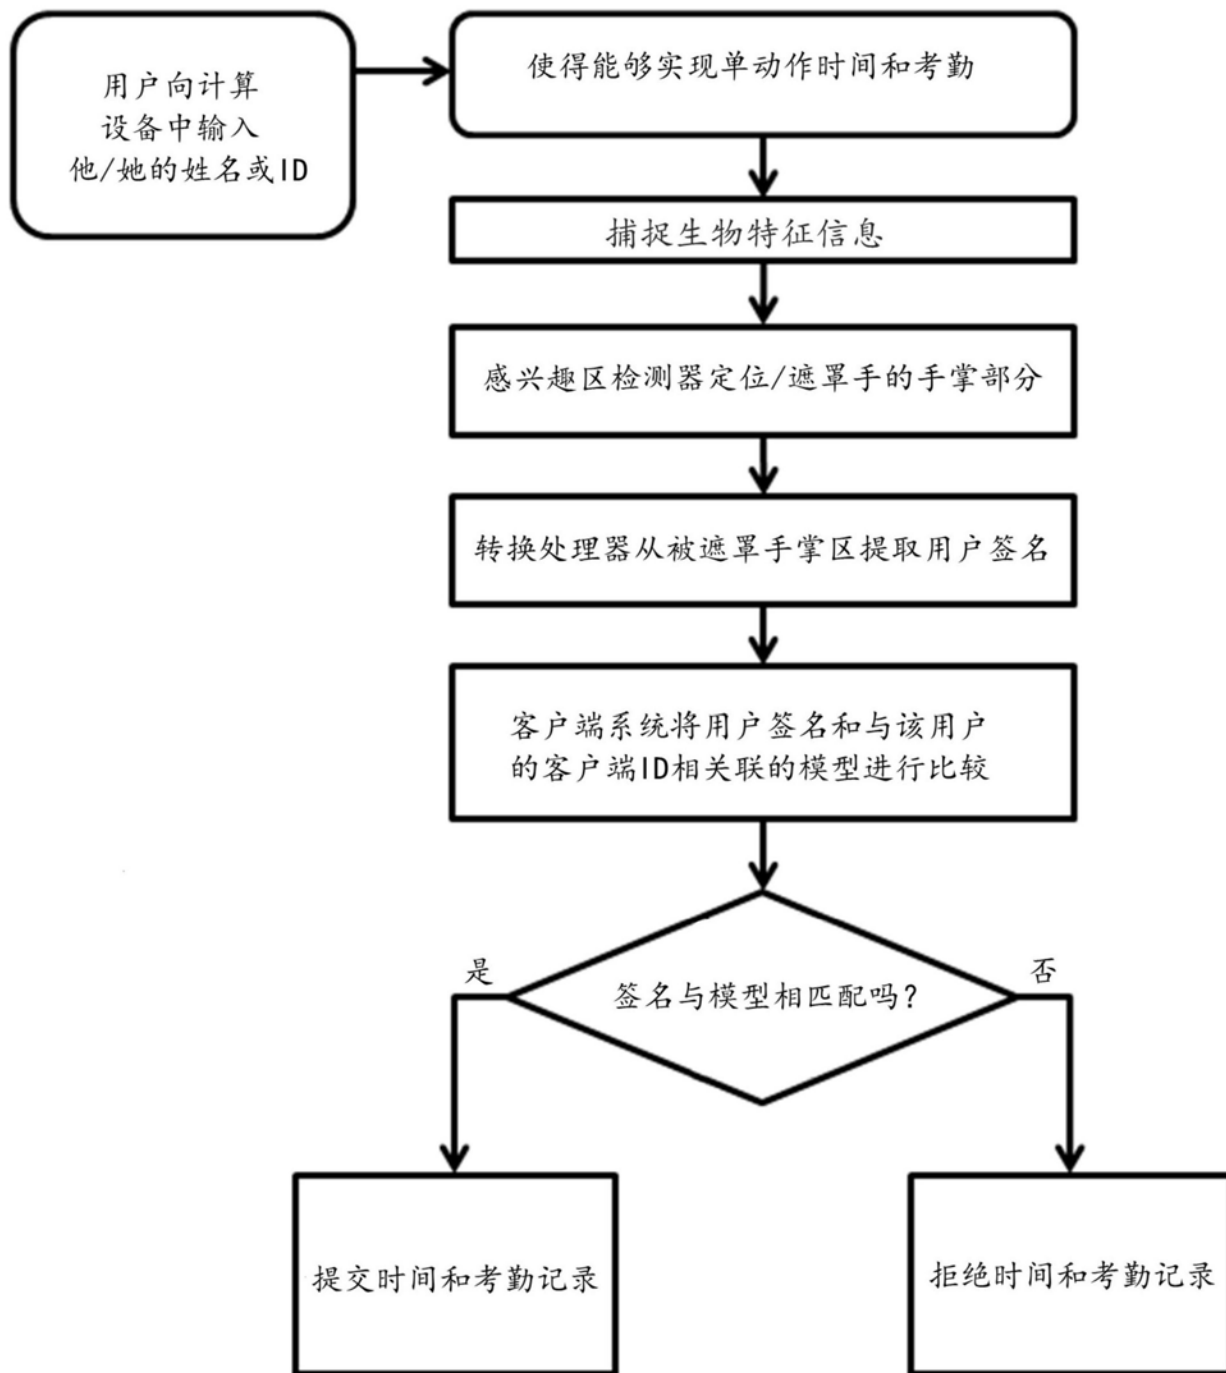 用户向计算
设备中输入
他/她的姓名或ID
使得能够实现单动作时间和考勤
捕捉生物特征信息
感兴趣区检测器定位/遮罩手的手掌部分
转换处理器从被遮罩手掌区提取用户签名
客户端系统将用户签名和与该用户
的客户端ID相关联的模型进行比较
签名与模型相匹配吗?
是
否
提交时间和考勤记录
拒绝时间和考勤记录